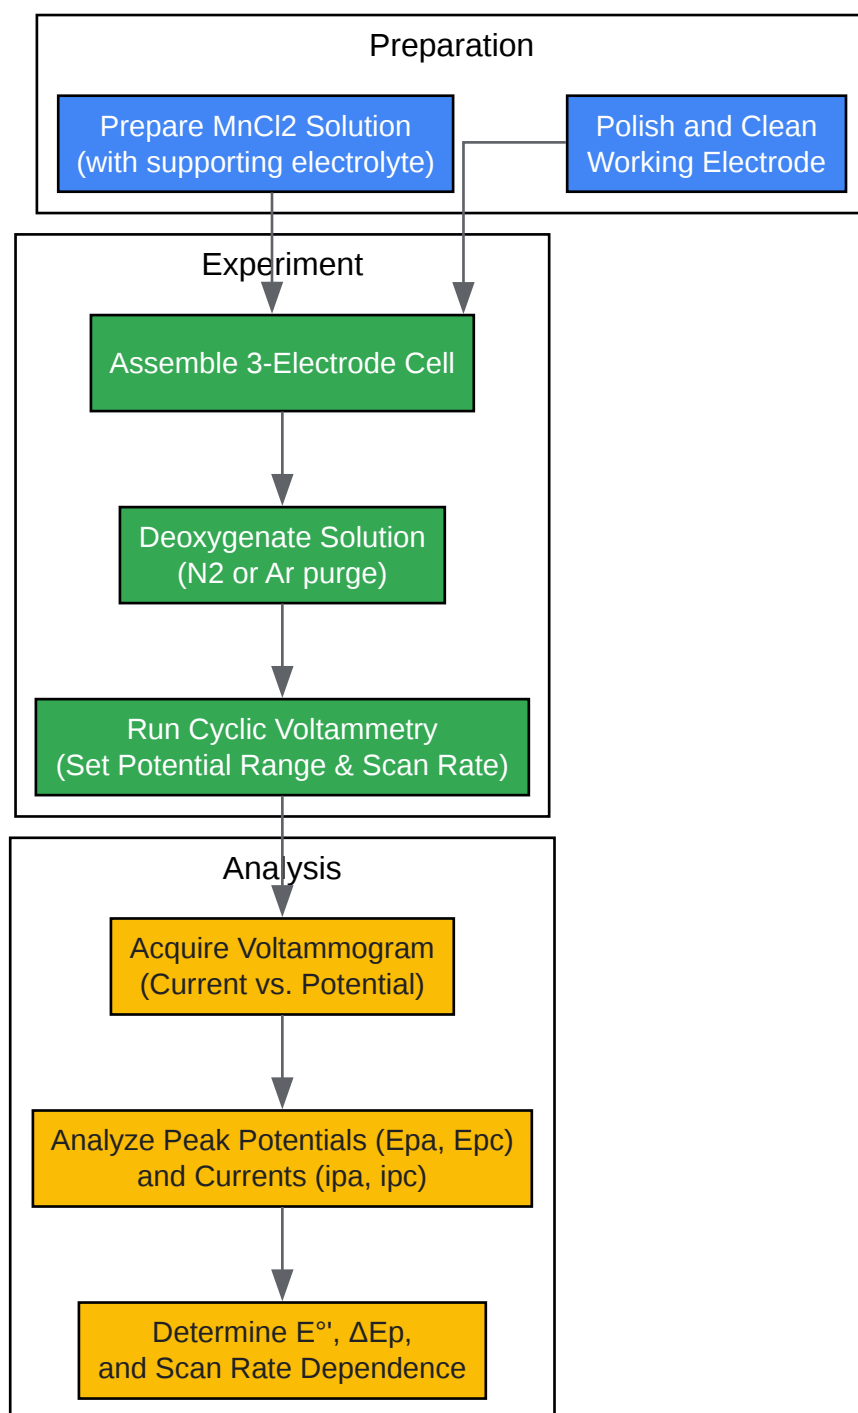 Preparation
Prepare MnCl2 Solution
(with supporting electrolyte)
Polish and Clean
Working Electrode
Experiment
Assemble 3-Electrode Cell
Deoxygenate Solution
(N2 or Ar purge)
Run Cyclic Voltammetry
(Set Potential Range & Scan Rate)
Analysis
Acquire Voltammogram
(Current vs. Potential)
Analyze Peak Potentials (Epa, Epc)
and Currents (ipa, ipc)
Determine E°', ΔEp,
and Scan Rate Dependence